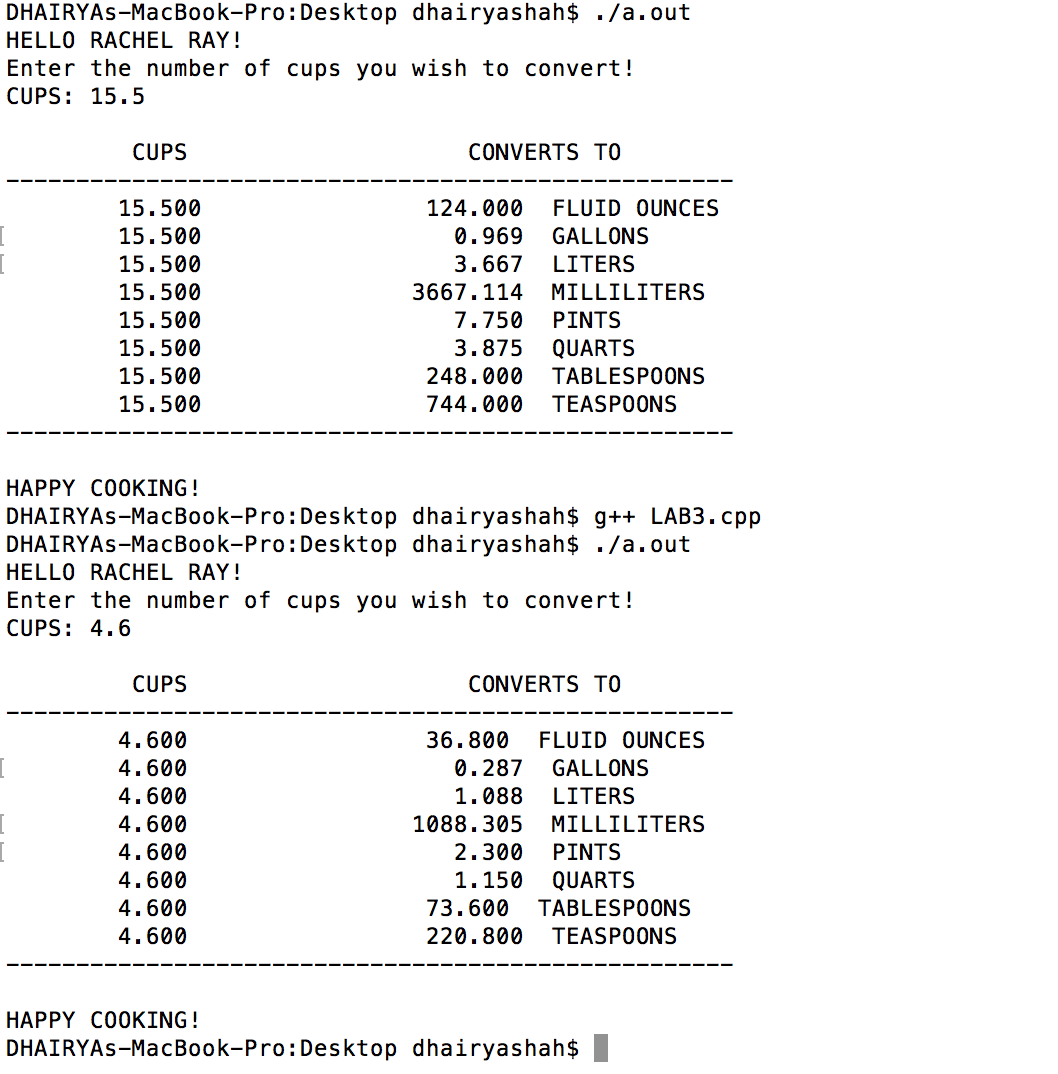 DHAIRYAs-MacBook-Pro:Desktop dhairyashah$ ./a.out
HELLO RACHEL RAY!
Enter the number of cups you wish to convert!
CUPS: 15.5

         CUPS                    CONVERTS TO
----------------------------------------------------
        15.500                124.000  FLUID OUNCES
        15.500                  0.969  GALLONS
        15.500                  3.667  LITERS
        15.500               3667.114  MILLILITERS
        15.500                  7.750  PINTS
        15.500                  3.875  QUARTS
        15.500                248.000  TABLESPOONS
        15.500                744.000  TEASPOONS
----------------------------------------------------

HAPPY COOKING!
DHAIRYAs-MacBook-Pro:Desktop dhairyashah$ g++ LAB3.cpp
DHAIRYAs-MacBook-Pro:Desktop dhairyashah$ ./a.out
HELLO RACHEL RAY!
Enter the number of cups you wish to convert!
CUPS: 4.6

         CUPS                    CONVERTS TO
----------------------------------------------------
        4.600                 36.800  FLUID OUNCES
        4.600                   0.287  GALLONS
        4.600                   1.088  LITERS
        4.600                1088.305  MILLILITERS
        4.600                   2.300  PINTS
        4.600                   1.150  QUARTS
        4.600                 73.600  TABLESPOONS
        4.600                 220.800  TEASPOONS
----------------------------------------------------

HAPPY COOKING!
DHAIRYAs-MacBook-Pro:Desktop dhairyashah$